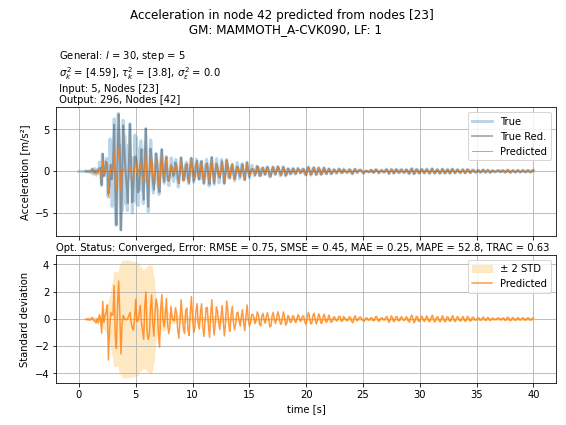 Acceleration in node 42 predicted from nodes [23]
GM: MAMMOTH_A-CVK090, LF: 1
General: l = 30, step = 5
σ²ₖ = [4.59], τ²ₖ = [3.8], σ²ε = 0.0
Input: 5, Nodes [23]
Output: 296, Nodes [42]
5
0
−5
Acceleration [m/s²]
True
True Red.
Predicted
Opt. Status: Converged, Error: RMSE = 0.75, SMSE = 0.45, MAE = 0.25, MAPE = 52.8, TRAC = 0.63
4
2
0
−2
−4
Standard deviation
± 2 STD
Predicted
0 5 10 15 20 25 30 35 40
time [s]